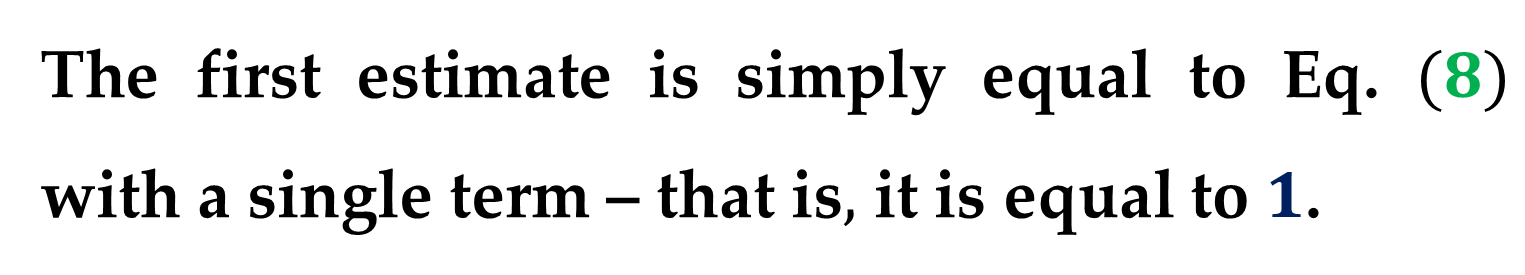 The first estimate is simply equal to Eq. (8)
with a single term – that is, it is equal to 1.